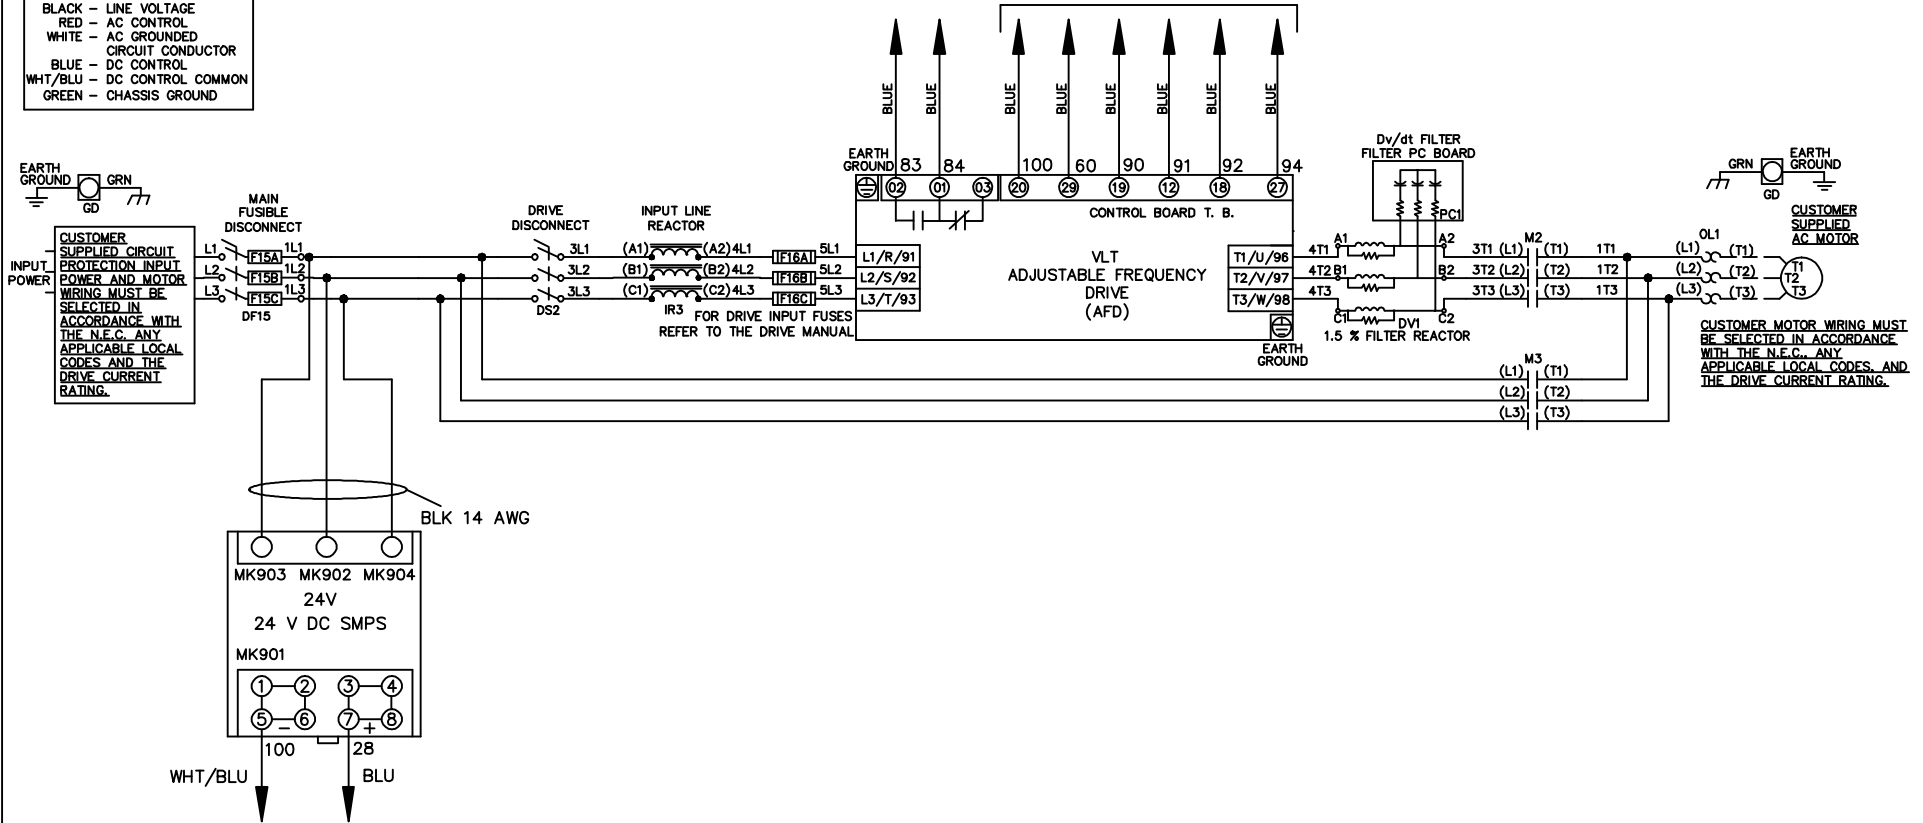 BLACK – LINE VOLTAGE
RED – AC CONTROL
WHITE – AC GROUNDED
CIRCUIT CONDUCTOR
BLUE – DC CONTROL
WHT/BLU – DC CONTROL COMMON
GREEN – CHASSIS GROUND
BLUE BLUE BLUE BLUE BLUE BLUE BLUE BLUE
EARTH
GROUND
GRN
GD
INPUT
POWER
CUSTOMER
SUPPLIED CIRCUIT
PROTECTION INPUT
POWER AND MOTOR
WIRING MUST BE
SELECTED IN
ACCORDANCE WITH
THE N.E.C. ANY
APPLICABLE LOCAL
CODES AND THE
DRIVE CURRENT
RATING.
MAIN
FUSIBLE
DISCONNECT
L1 F15A 1L1
L2 F15B 1L2
L3 F15C 1L3
DF15
DRIVE
DISCONNECT
3L1
3L2
3L3
DS2
INPUT LINE
REACTOR
(A1) (A2) 4L1 IF16A 5L1
(B1) (B2) 4L2 IF16B 5L2
(C1) (C2) 4L3 IF16C 5L3
IR3
FOR DRIVE INPUT FUSES
REFER TO THE DRIVE MANUAL
EARTH
GROUND
83 84 100 60 90 91 92 94
02 01 03 20 29 19 12 18 27
CONTROL BOARD T. B.
L1/R/91
L2/S/92
L3/T/93
VLT
ADJUSTABLE FREQUENCY
DRIVE
(AFD)
T1/U/96
T2/V/97
T3/W/98
EARTH
GROUND
Dv/dt FILTER
FILTER PC BOARD
PC1
4T1 A1 A2
4T2 B1 B2
4T3 C1 C2
DV1
1.5 % FILTER REACTOR
M2
3T1 (L1) (T1) 1T1
3T2 (L2) (T2) 1T2
3T3 (L3) (T3) 1T3
M3
(L1) (T1)
(L2) (T2)
(L3) (T3)
OL1
(L1) (T1)
(L2) (T2)
(L3) (T3)
T1
T2
T3
GRN
GD
EARTH
GROUND
CUSTOMER
SUPPLIED
AC MOTOR
CUSTOMER MOTOR WIRING MUST
BE SELECTED IN ACCORDANCE
WITH THE N.E.C.. ANY
APPLICABLE LOCAL CODES. AND
THE DRIVE CURRENT RATING.
BLK 14 AWG
MK903 MK902 MK904
24V
24 V DC SMPS
MK901
1 2 3 4
5 – 6 7 + 8
100 28
WHT/BLU BLU